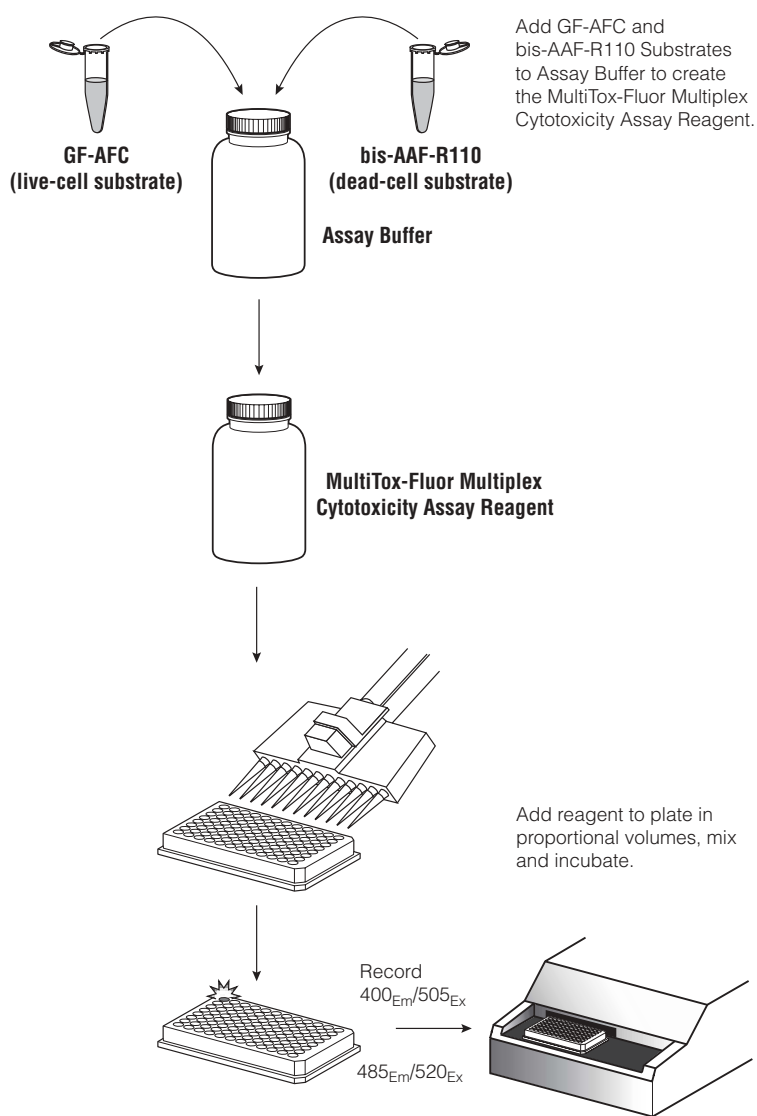 Add GF-AFC and
bis-AAF-R110 Substrates
to Assay Buffer to create
the MultiTox-Fluor Multiplex
Cytotoxicity Assay Reagent.
GF-AFC
(live-cell substrate)
bis-AAF-R110
(dead-cell substrate)
Assay Buffer
MultiTox-Fluor Multiplex
Cytotoxicity Assay Reagent
Add reagent to plate in
proportional volumes, mix
and incubate.
Record
400Em/505Ex
485Em/520Ex